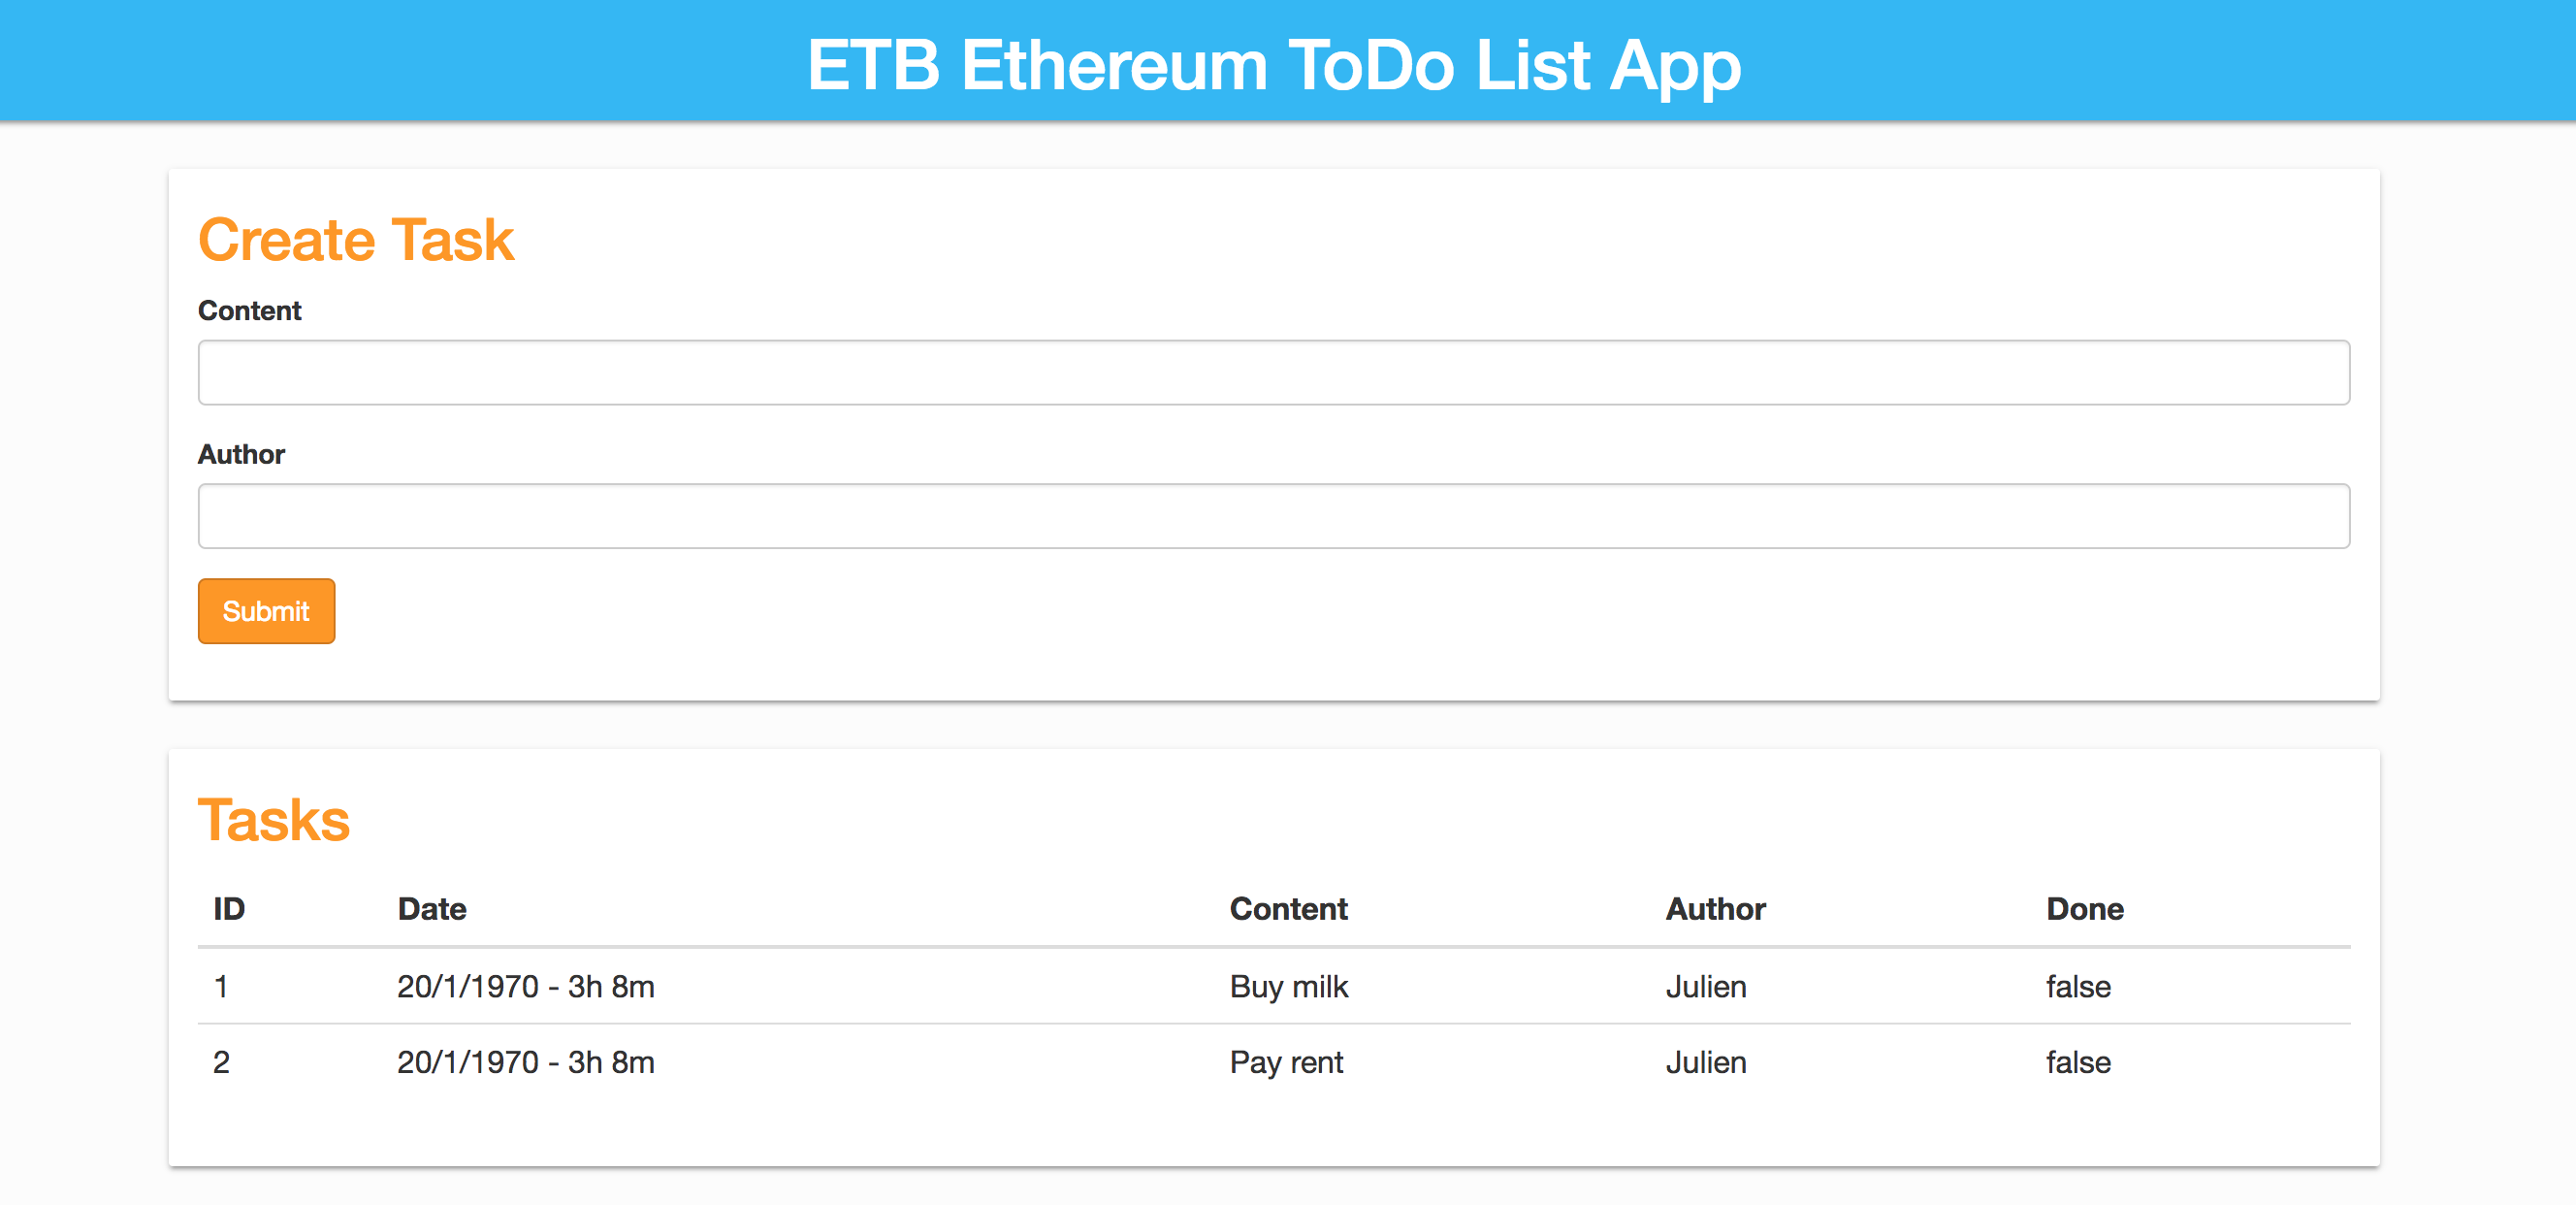 ETB Ethereum ToDo List App
Create Task
Content
Author
Submit
Tasks
ID Date Content Author Done
1 20/1/1970 - 3h 8m Buy milk Julien false
2 20/1/1970 - 3h 8m Pay rent Julien false